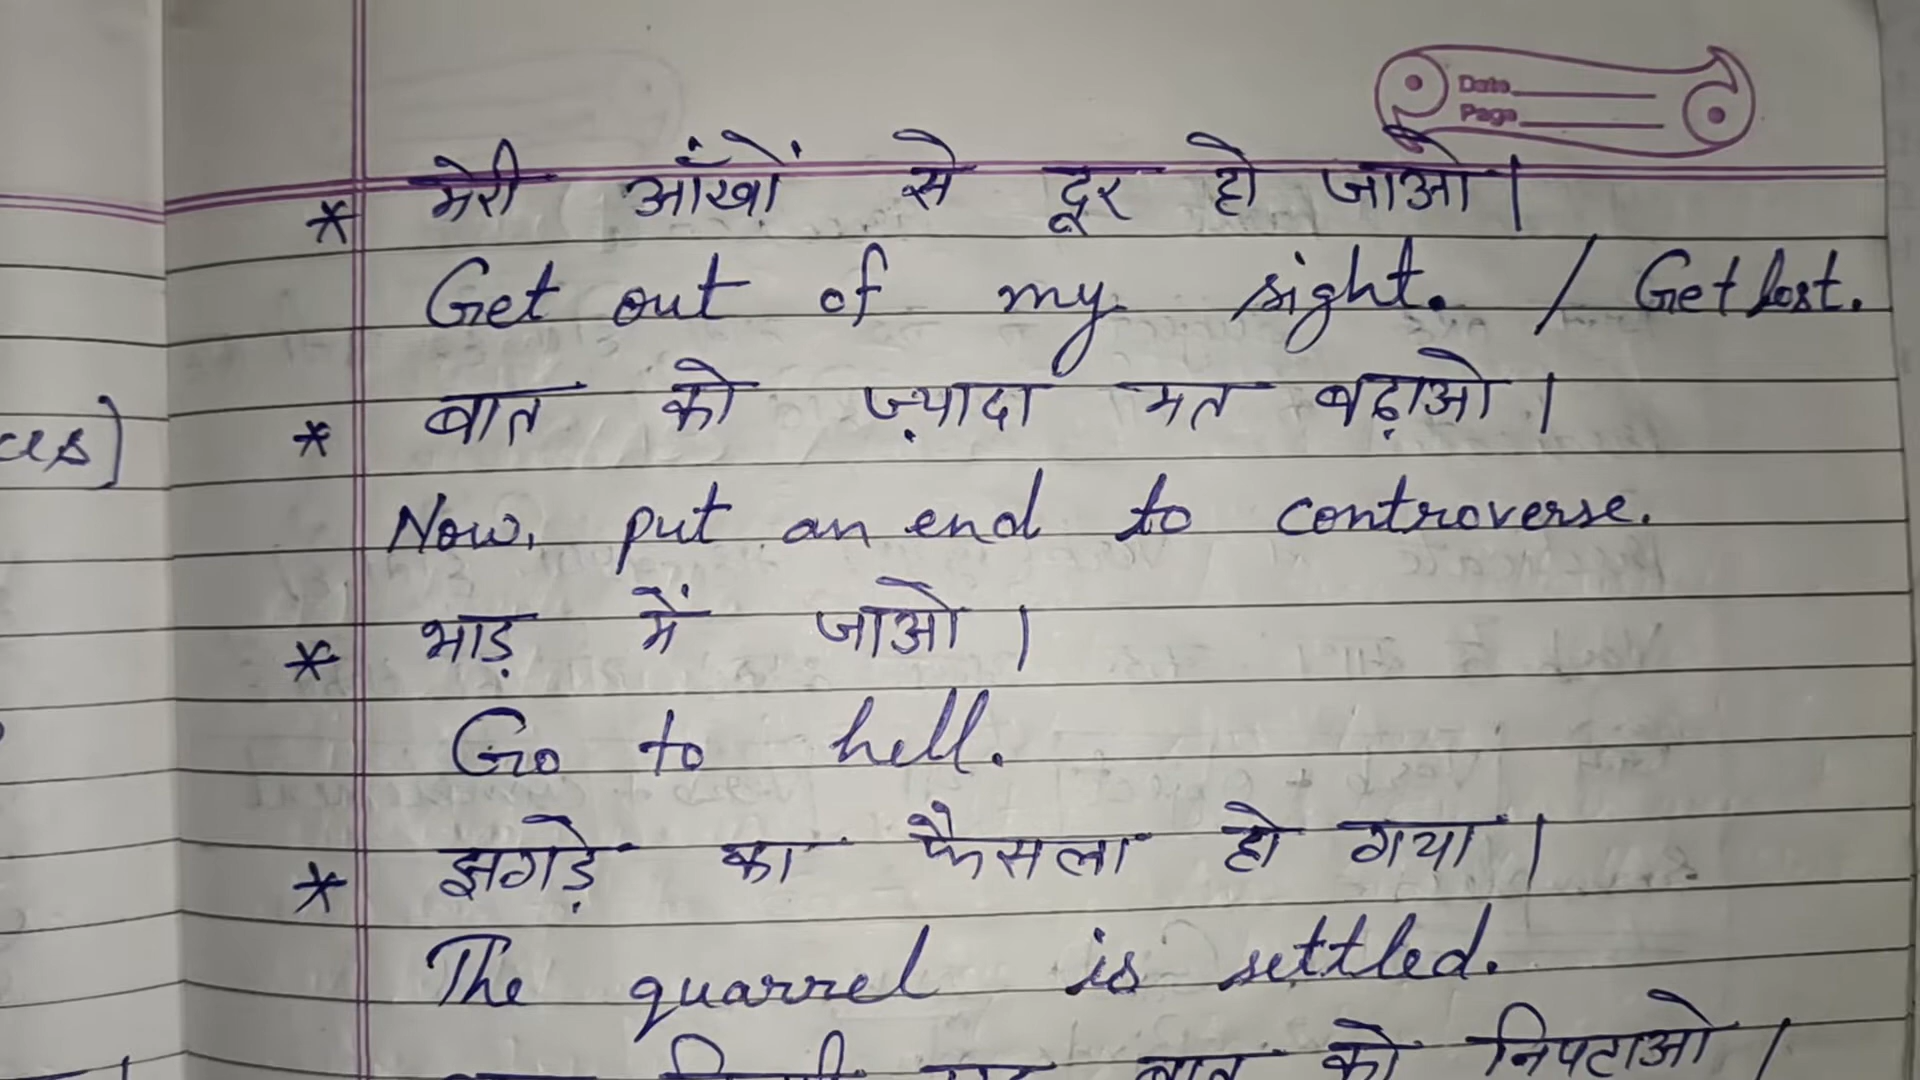 Date
Page
* मेरी आँखों से दूर हो जाओ।
Get out of my sight. / Get lost.
* बात को ज़्यादा मत बढ़ाओ।
Now, put an end to controverse.
* भाड़ में जाओ।
Go to hell.
* झगड़े का फैसला हो गया।
The quarrel is settled.
बात को निपटाओ।